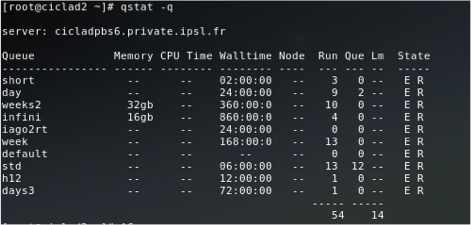 [root@ciclad2 ~]# qstat -q
server: cicladpbs6.private.ipsl.fr
Queue Memory CPU Time Walltime Node Run Que Lm State
---------------- ------ -------- -------- ---- --- --- -- -----
short -- -- 02:00:00 -- 3 0 -- E R
day -- -- 24:00:00 -- 9 2 -- E R
weeks2 32gb -- 360:00:0 -- 10 0 -- E R
infini 16gb -- 860:00:0 -- 4 0 -- E R
iago2rt -- -- 24:00:00 -- 0 0 -- E R
week -- -- 168:00:0 -- 13 0 -- E R
default -- -- -- -- 0 0 -- E R
std -- -- 06:00:00 -- 13 12 -- E R
h12 -- -- 12:00:00 -- 1 0 -- E R
days3 -- -- 72:00:00 -- 1 0 -- E R
----- -----
54 14